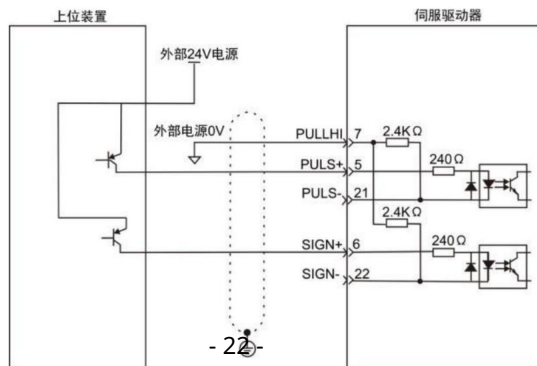 上位装置
伺服驱动器
外部24V电源
外部电源0V
PULLHI 7
2.4KΩ
PULS+ 5
240Ω
PULS- 21
2.4KΩ
SIGN+ 6
240Ω
SIGN- 22
- 22 -